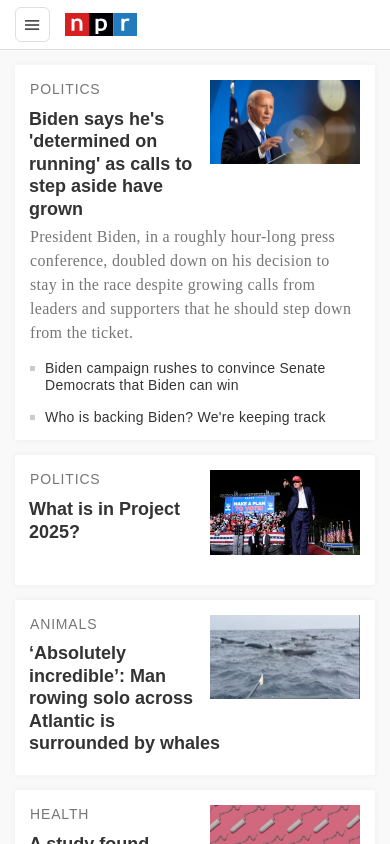 npr
POLITICS
Biden says he's
'determined on
running' as calls to
step aside have
grown
President Biden, in a roughly hour-long press
conference, doubled down on his decision to
stay in the race despite growing calls from
leaders and supporters that he should step down
from the ticket.
Biden campaign rushes to convince Senate
Democrats that Biden can win
Who is backing Biden? We're keeping track
POLITICS
What is in Project
2025?
MAKE A PLAN
TO VOTE!
ANIMALS
‘Absolutely
incredible’: Man
rowing solo across
Atlantic is
surrounded by whales
HEALTH
A study found